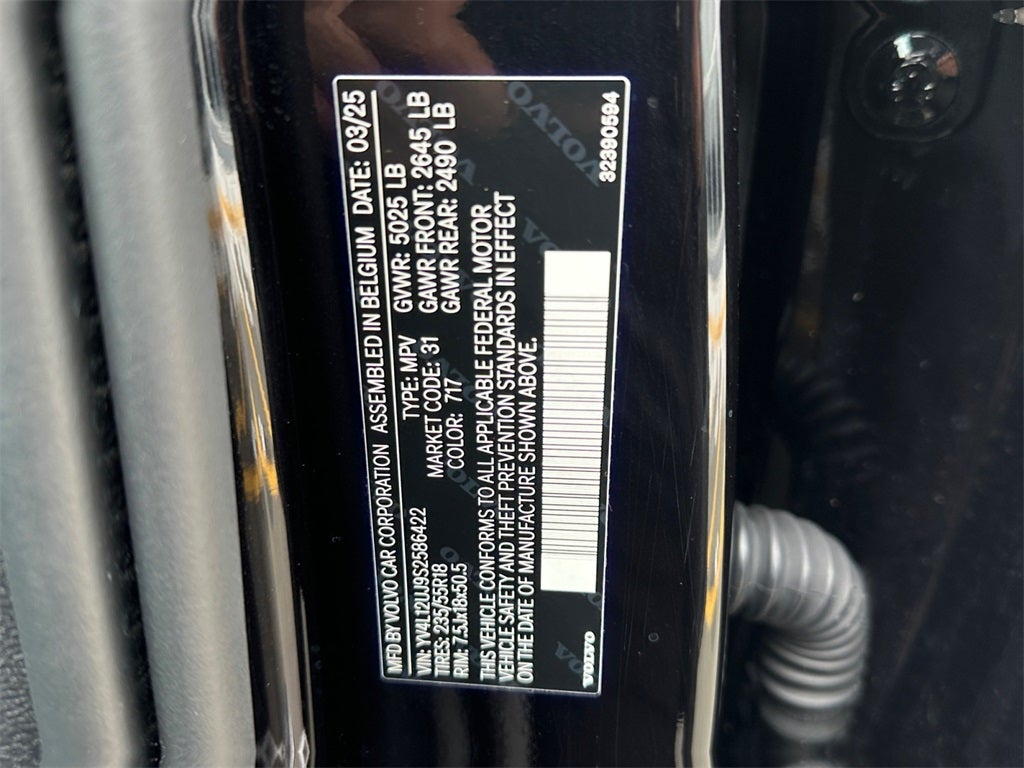 MFD BY VOLVO CAR CORPORATION ASSEMBLED IN BELGIUM DATE: 03/25
VIN: YV4L12UJ9S2586422 TYPE: MPV GVWR: 5025 LB
TIRES: 235/55R18 MARKET CODE: 31 GAWR FRONT: 2645 LB
RIM: 7.5Jx18x50.5 COLOR: 717 GAWR REAR: 2490 LB
THIS VEHICLE CONFORMS TO ALL APPLICABLE FEDERAL MOTOR
VEHICLE SAFETY AND THEFT PREVENTION STANDARDS IN EFFECT
ON THE DATE OF MANUFACTURE SHOWN ABOVE.
VOLVO 32390594